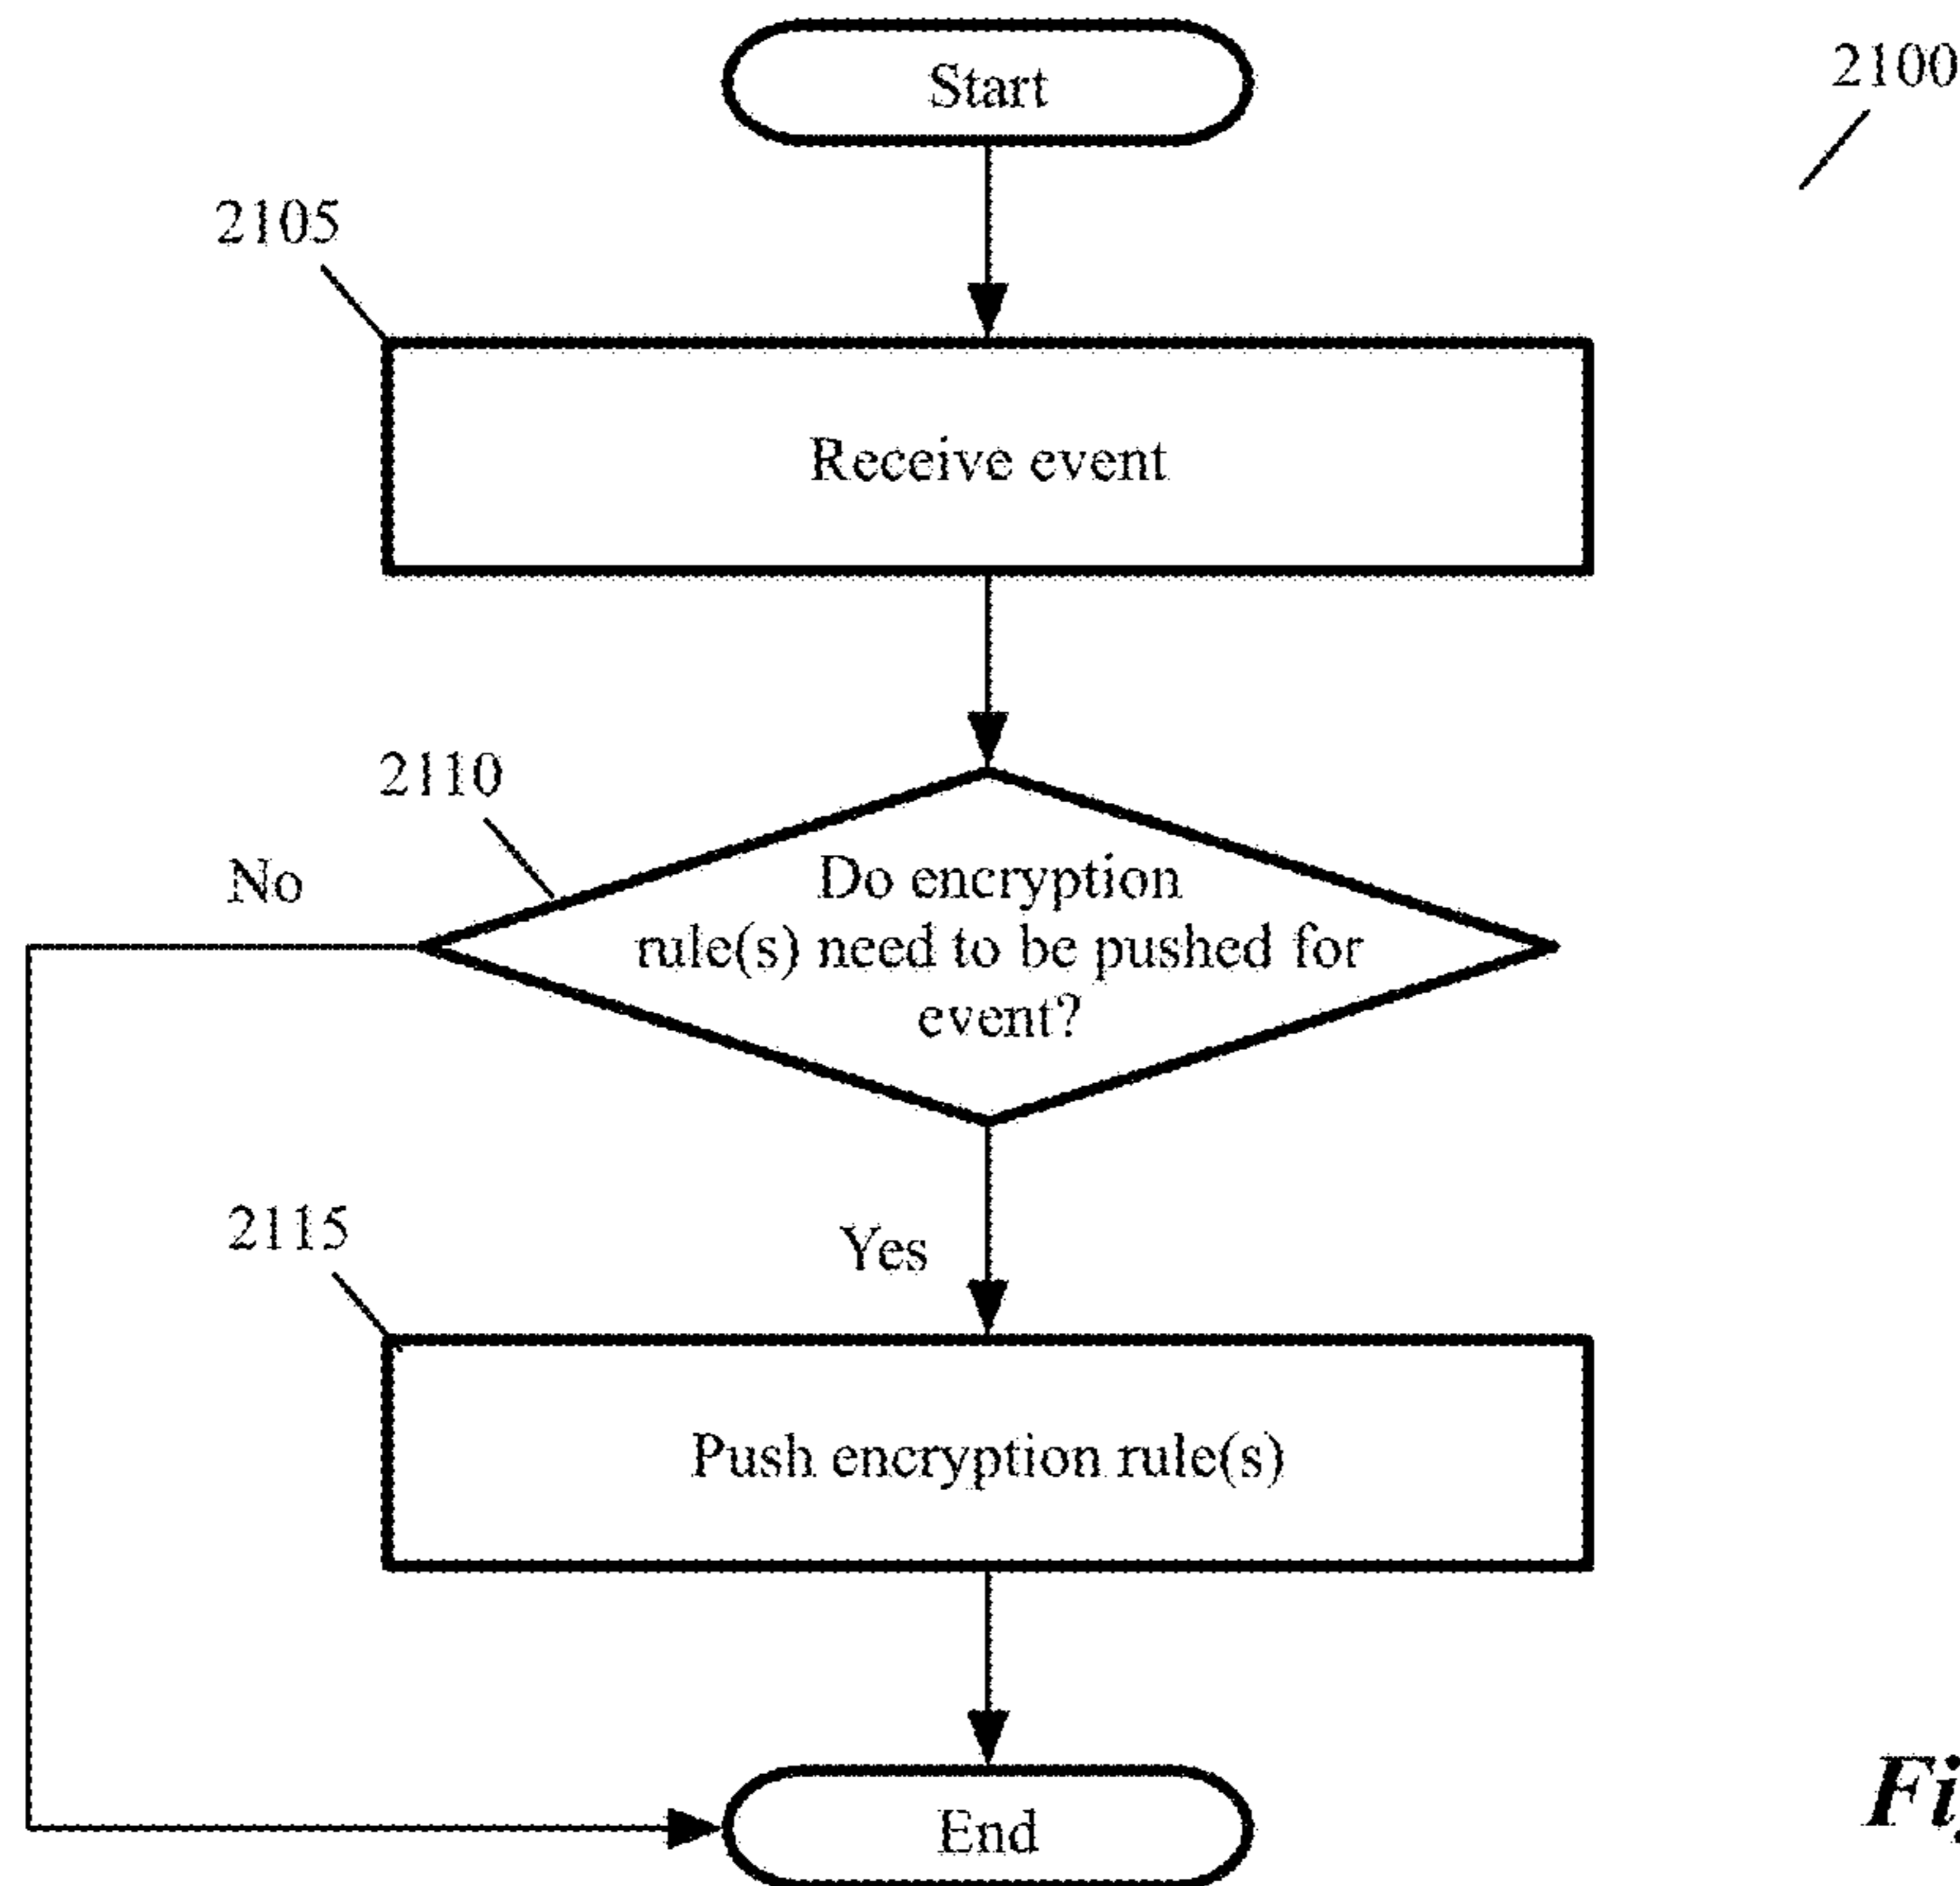 Start
2100
2105
Receive event
2110
No
Do encryption
rule(s) need to be pushed for
event?
2115
Yes
Push encryption rule(s)
End